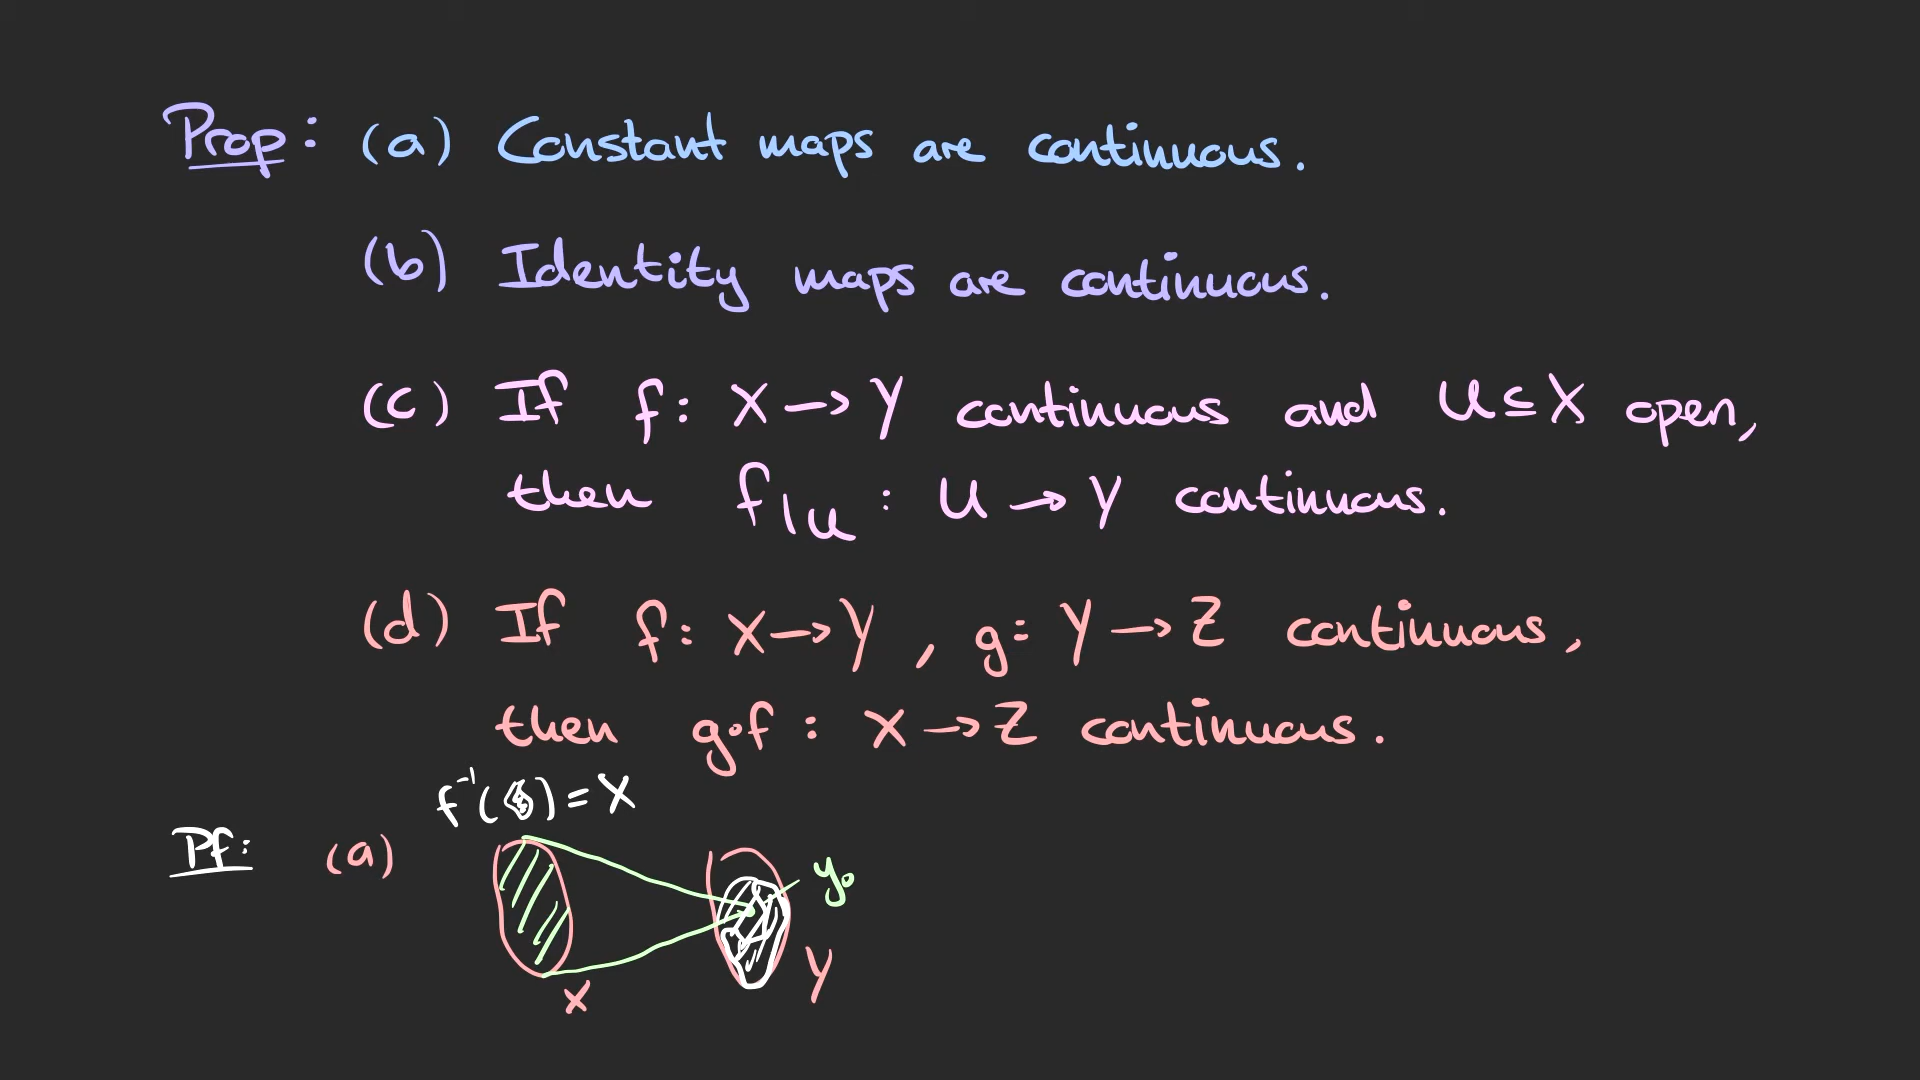 Prop: (a) Constant maps are continuous.
(b) Identity maps are continuous.
(c) If f: X → Y continuous and U ⊆ X open,
then f|U : U → Y continuous.
(d) If f: X → Y, g: Y → Z continuous,
then g∘f : X → Z continuous.
f⁻¹( ) = X
Pf: (a)
y₀
Y
X